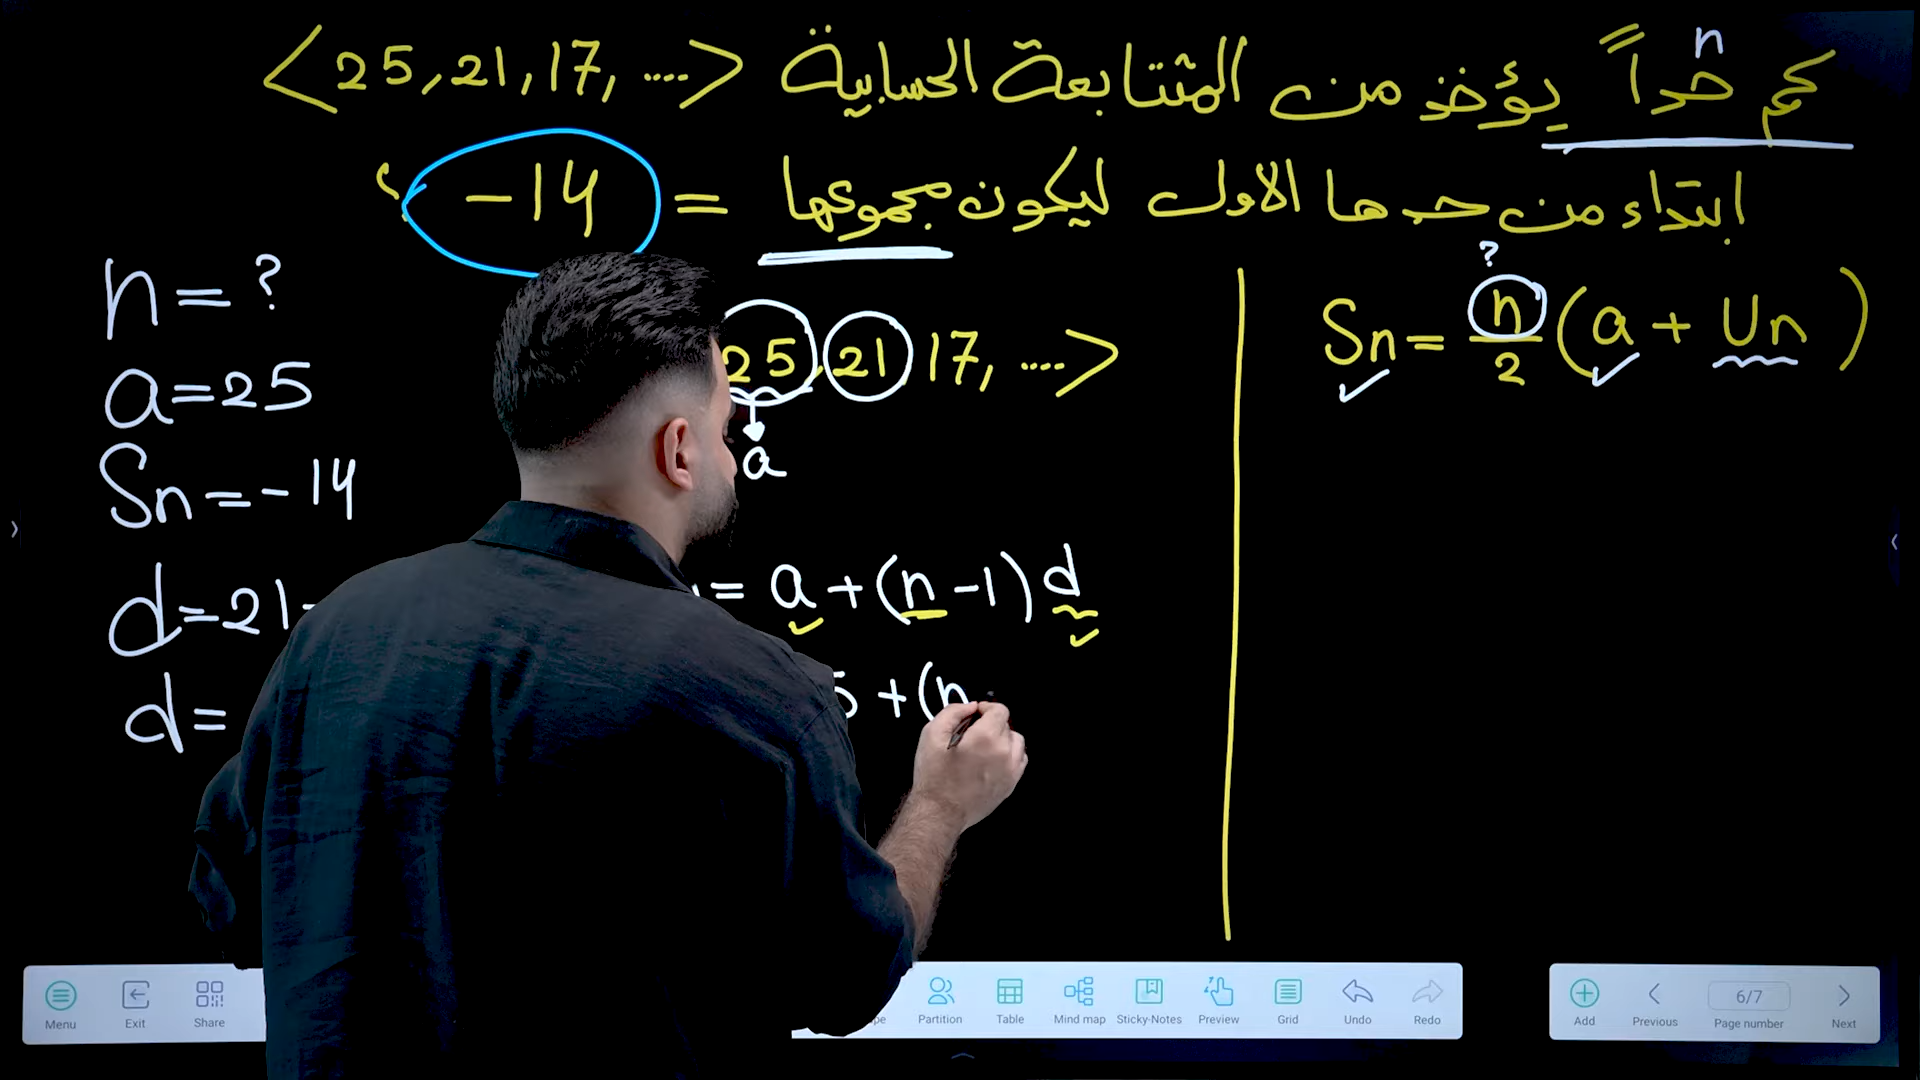 كم حداً يؤخذ من المتتابعة الحسابية <25, 21, 17, ....>
n
ابتداء من حدها الاول ليكون مجموعها = -14 ؟
n = ?
a = 25
Sn = -14
d = 21-
d =
25, 21, 17, ....>
a
= a + (n - 1) d
5 + (n
?
Sn = n/2 (a + Un)
Menu
Exit
Share
Partition
Table
Mind map
Sticky-Notes
Preview
Grid
Undo
Redo
Add
Previous
6/7
Page number
Next